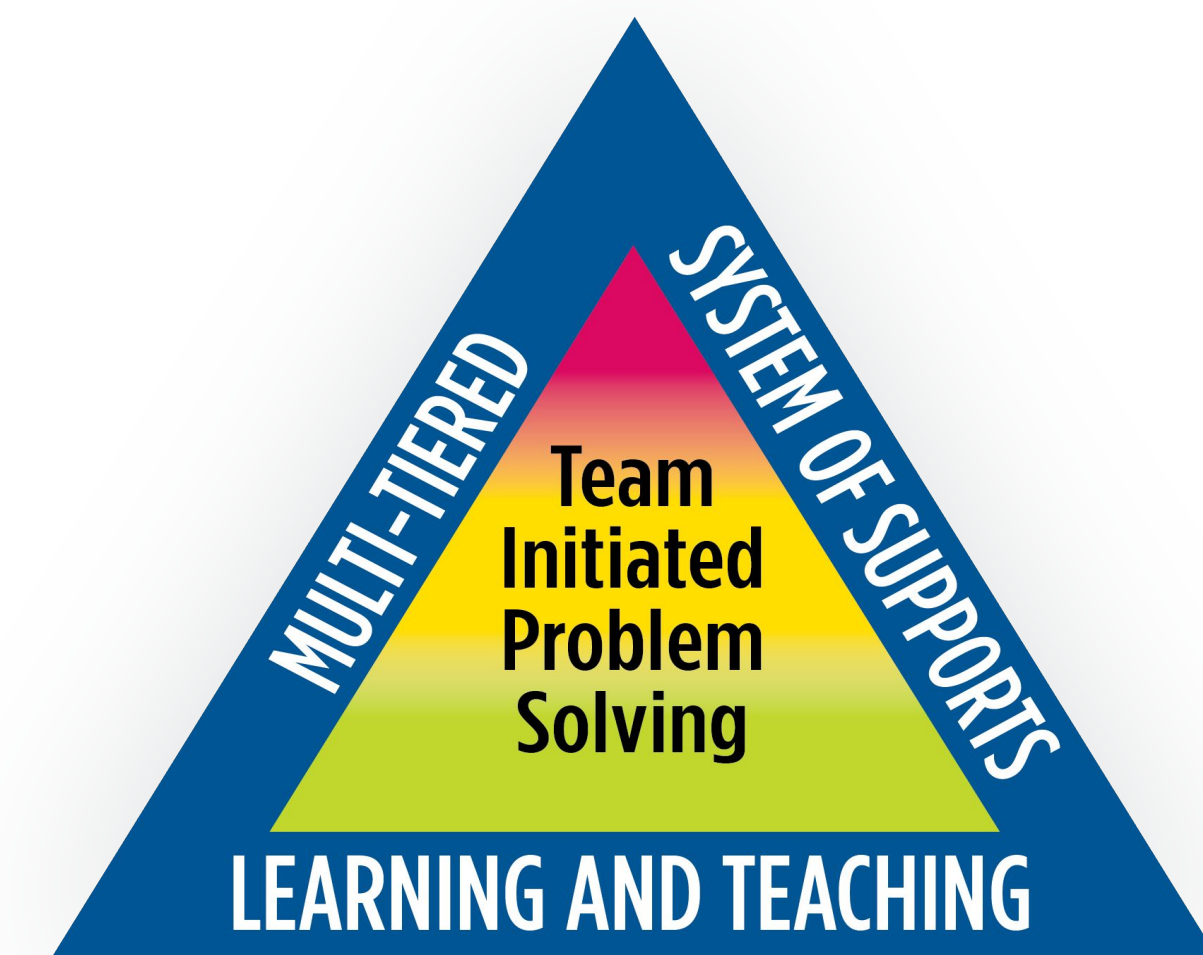 MULTI-TIERED
SYSTEM OF SUPPORTS
Team
Initiated
Problem
Solving
LEARNING AND TEACHING